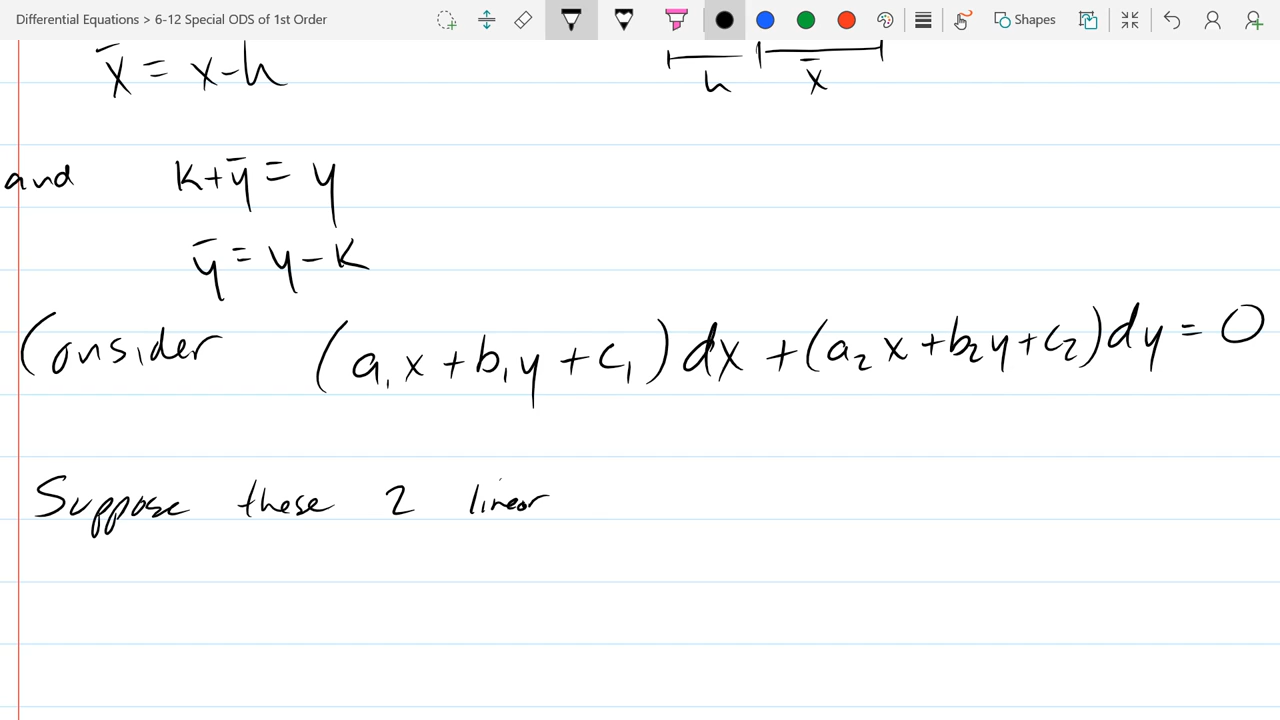 Differential Equations > 6-12 Special ODS of 1st Order
Shapes
x̄ = x-h
h x̄
and k+ȳ = y
ȳ = y-k
Consider (a₁x+b₁y+c₁)dx+(a₂x+b₂y+c₂)dy=0
Suppose these 2 linear